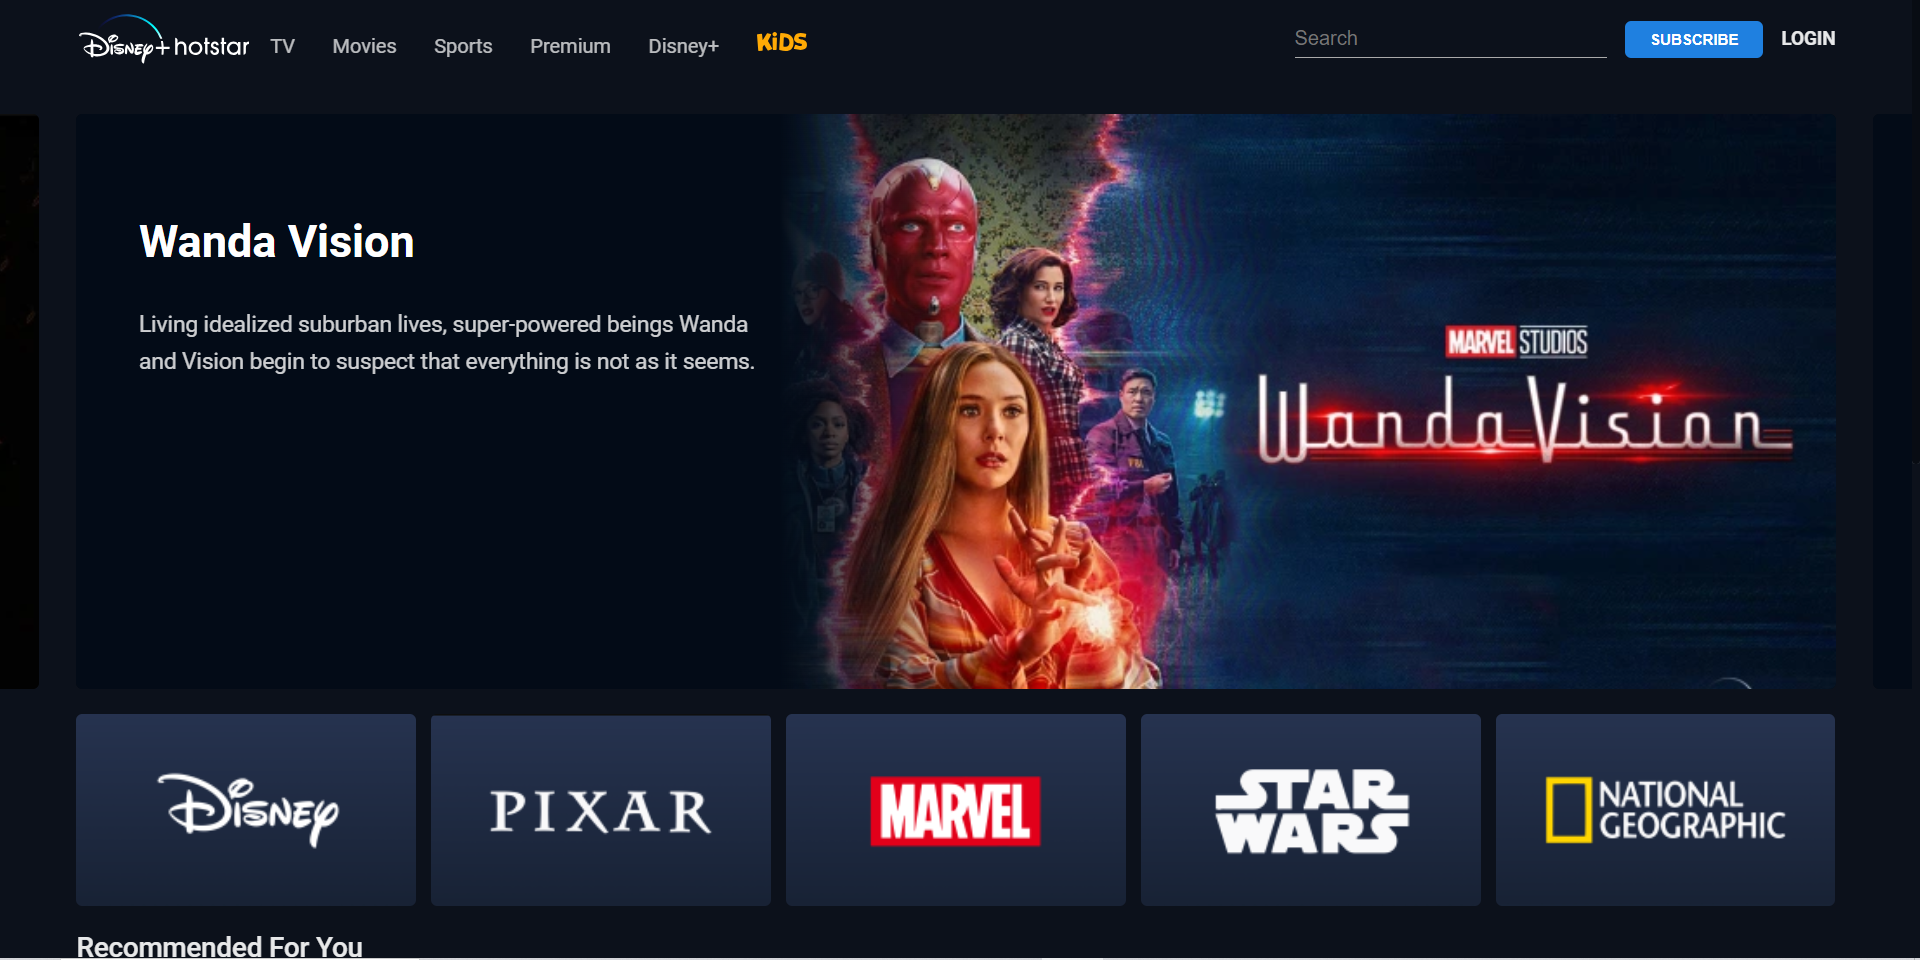 Disney+ hotstar
TV
Movies
Sports
Premium
Disney+
KiDS
Search
SUBSCRIBE
LOGIN
Wanda Vision
Living idealized suburban lives, super-powered beings Wanda
and Vision begin to suspect that everything is not as it seems.
MARVEL STUDIOS
WandaVision
DISNEY
PIXAR
MARVEL
STAR
WARS
NATIONAL
GEOGRAPHIC
Recommended For You